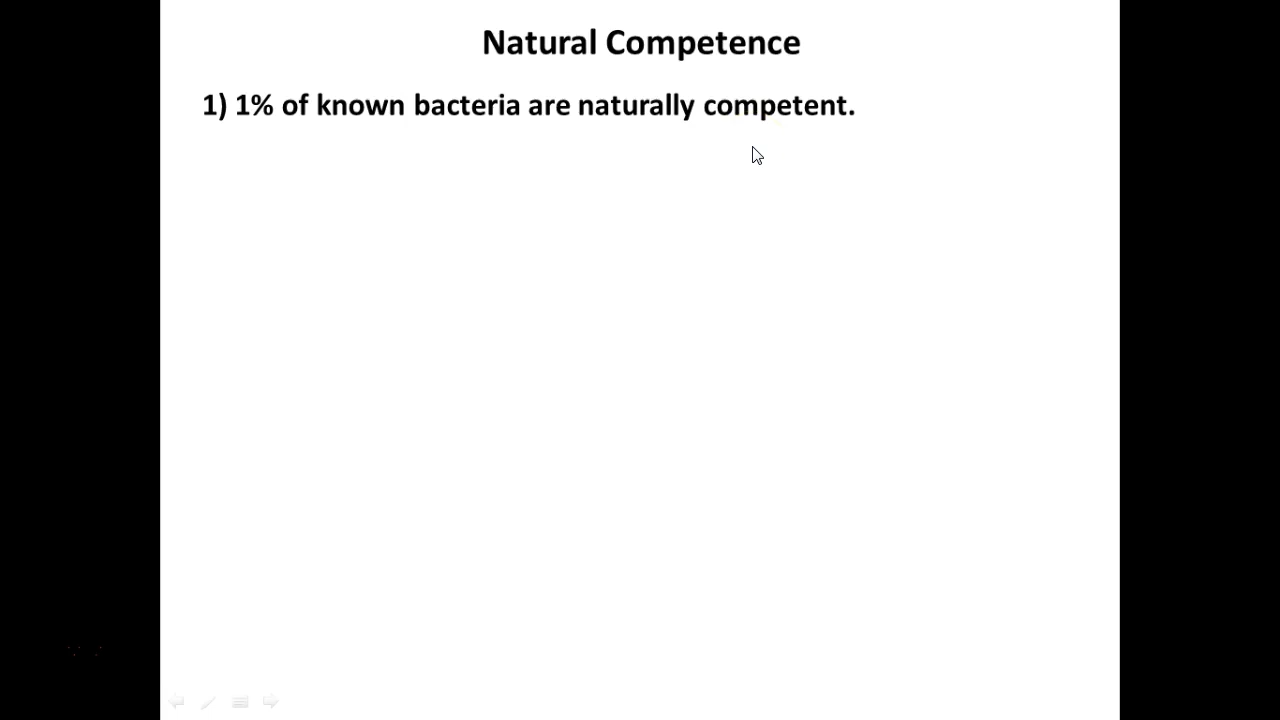 Natural Competence
1) 1% of known bacteria are naturally competent.